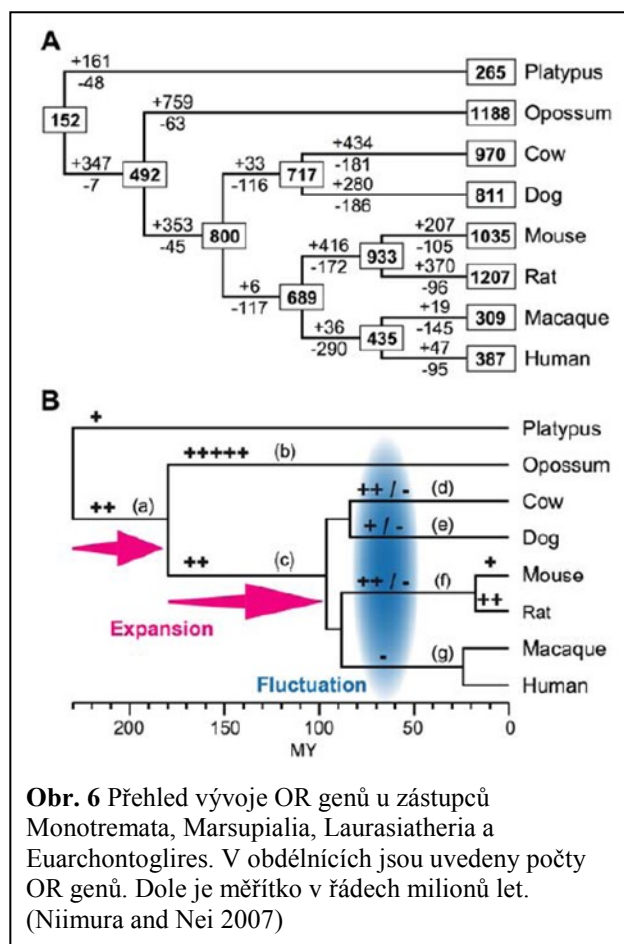 A
+161
-48
265 Platypus
152
+759
-63
1188 Opossum
+347
-7
492
+33
-116
717
+434
-181
970 Cow
+280
-186
811 Dog
+353
-45
800
+207
-105
1035 Mouse
+416
-172
933
+370
-96
1207 Rat
+6
-117
689
+19
-145
309 Macaque
+36
-290
435
+47
-95
387 Human
B
+
Platypus
+++++ (b)
Opossum
++ (a)
++ / - (d)
Cow
+ / - (e)
Dog
++ (c)
++ / - (f)
+
Mouse
++
Rat
Expansion
- (g)
Macaque
Fluctuation
Human
200 150 100 50 0
MY
Obr. 6 Přehled vývoje OR genů u zástupců
Monotremata, Marsupialia, Laurasiatheria a
Euarchontoglires. V obdélnících jsou uvedeny počty
OR genů. Dole je měřítko v řádech milionů let.
(Niimura and Nei 2007)